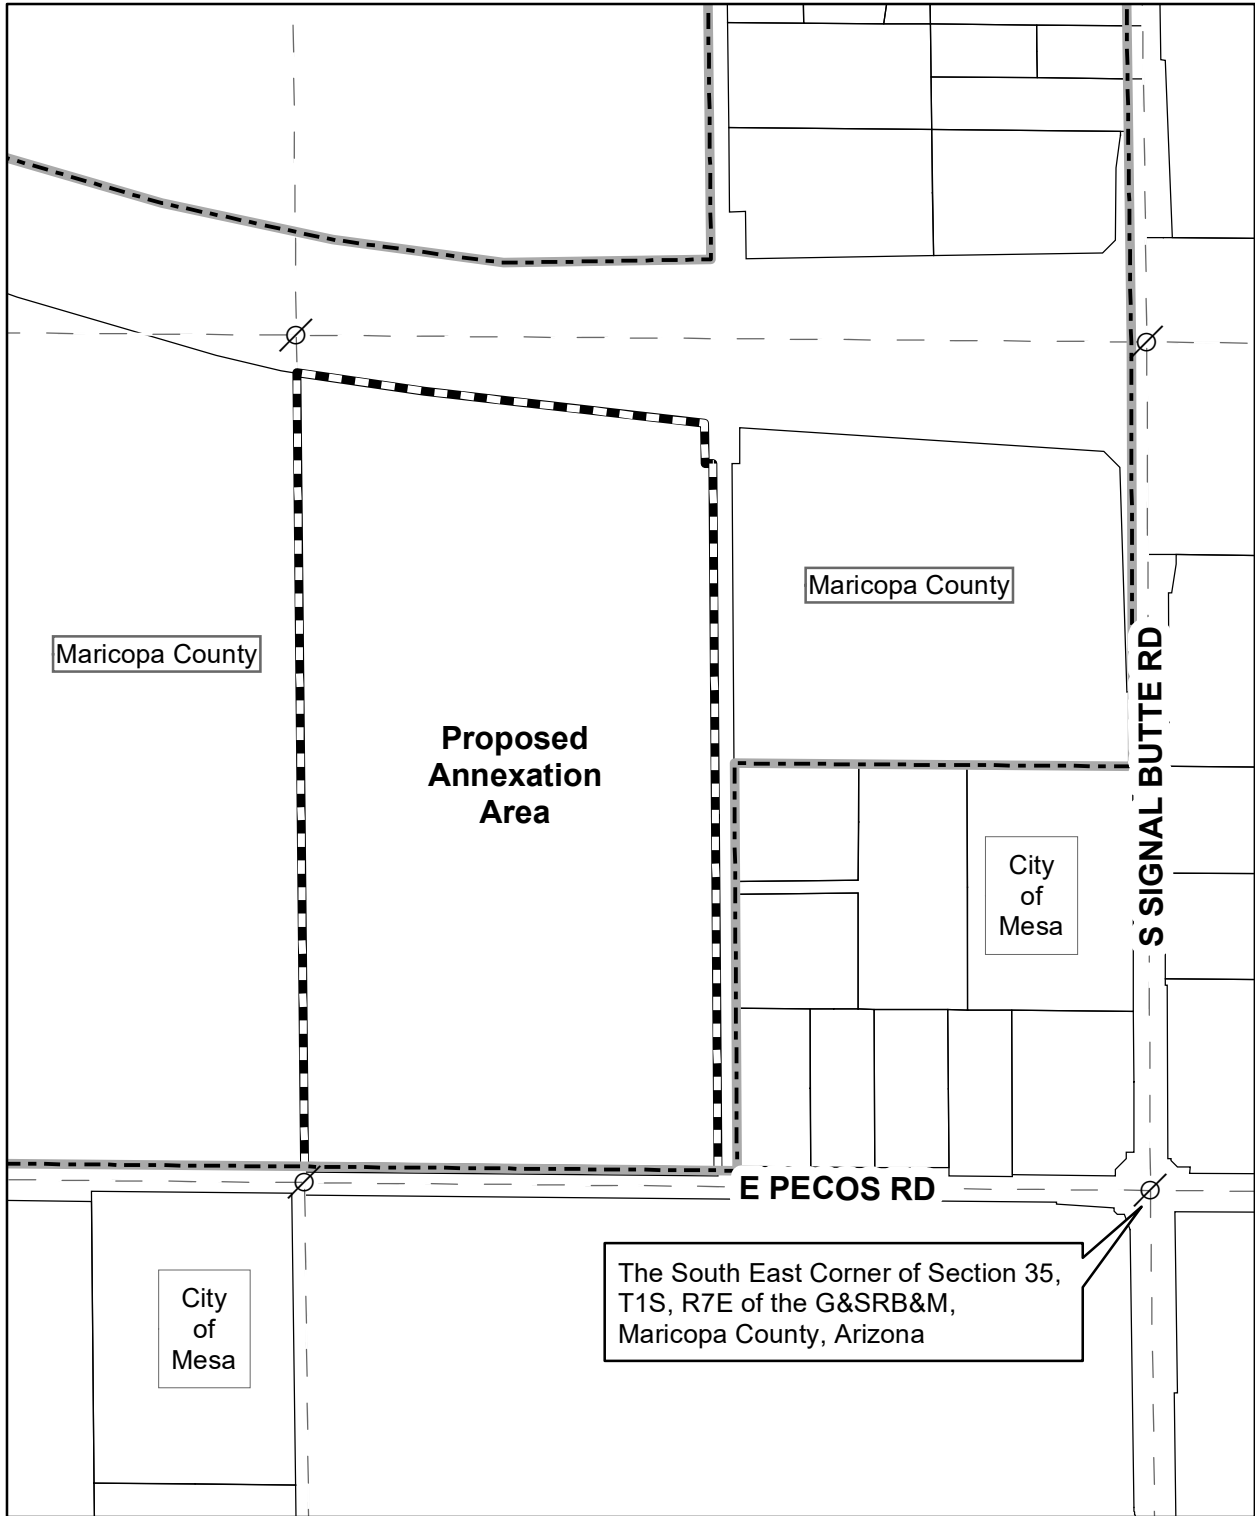 Maricopa County
Maricopa County
Proposed
Annexation
Area
S SIGNAL BUTTE RD
City
of
Mesa
E PECOS RD
The South East Corner of Section 35,
T1S, R7E of the G&SRB&M,
Maricopa County, Arizona
City
of
Mesa